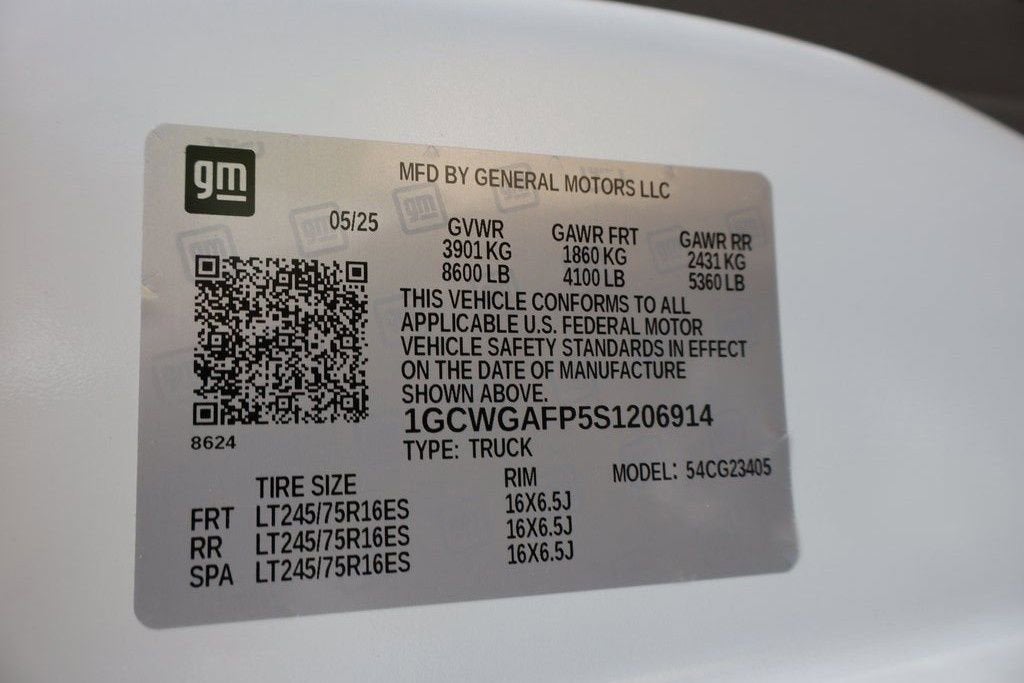 gm
MFD BY GENERAL MOTORS LLC
05/25
GVWR GAWR FRT GAWR RR
3901 KG 1860 KG 2431 KG
8600 LB 4100 LB 5360 LB
THIS VEHICLE CONFORMS TO ALL
APPLICABLE U.S. FEDERAL MOTOR
VEHICLE SAFETY STANDARDS IN EFFECT
ON THE DATE OF MANUFACTURE
SHOWN ABOVE.
1GCWGAFP5S1206914
8624
TYPE: TRUCK
MODEL: 54CG23405
TIRE SIZE RIM
FRT LT245/75R16ES 16X6.5J
RR LT245/75R16ES 16X6.5J
SPA LT245/75R16ES 16X6.5J